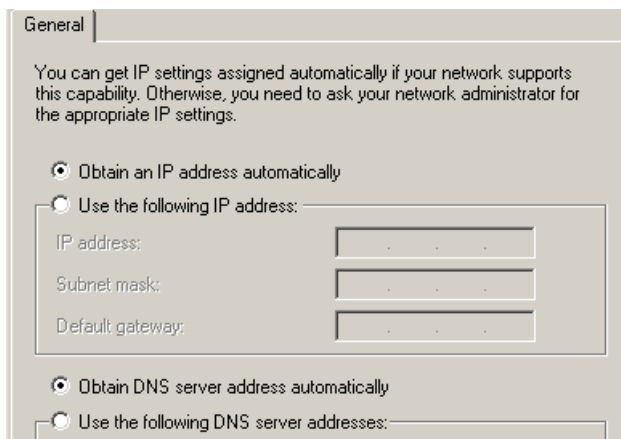 General
You can get IP settings assigned automatically if your network supports
this capability. Otherwise, you need to ask your network administrator for
the appropriate IP settings.
Obtain an IP address automatically
Use the following IP address:
IP address:
Subnet mask:
Default gateway:
Obtain DNS server address automatically
Use the following DNS server addresses: